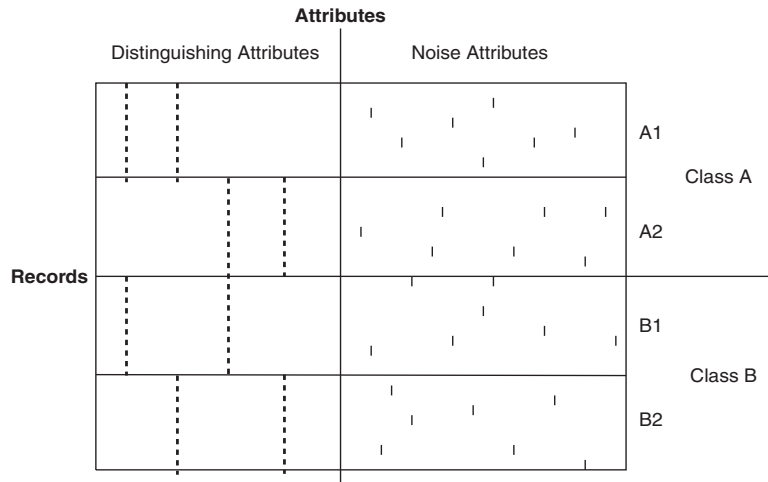 Attributes
Distinguishing Attributes
Noise Attributes
A1
Class A
A2
Records
B1
Class B
B2